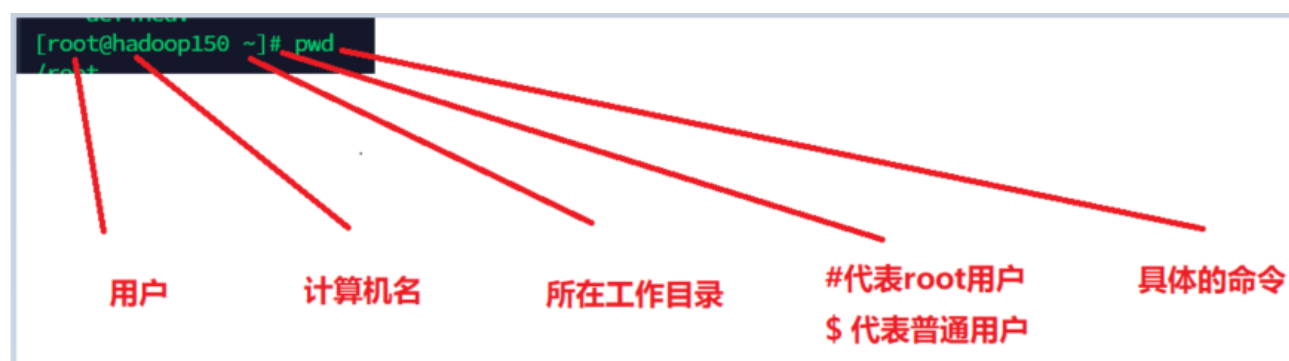 defined.
[root@hadoop150 ~]# pwd
/root
用户
计算机名
所在工作目录
#代表root用户
$ 代表普通用户
具体的命令